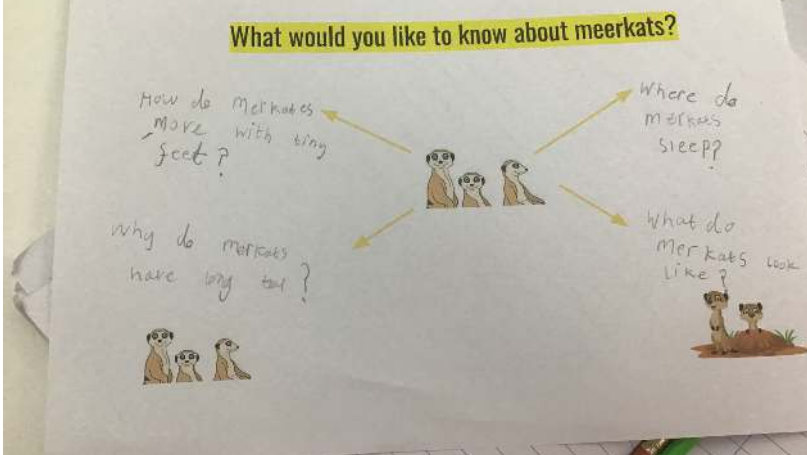 What would you like to know about meerkats?
How do merkates
move with tiny
feet?
Where do
merkats
sleep?
Why do merkats
have long
What do
Merkats look
like?